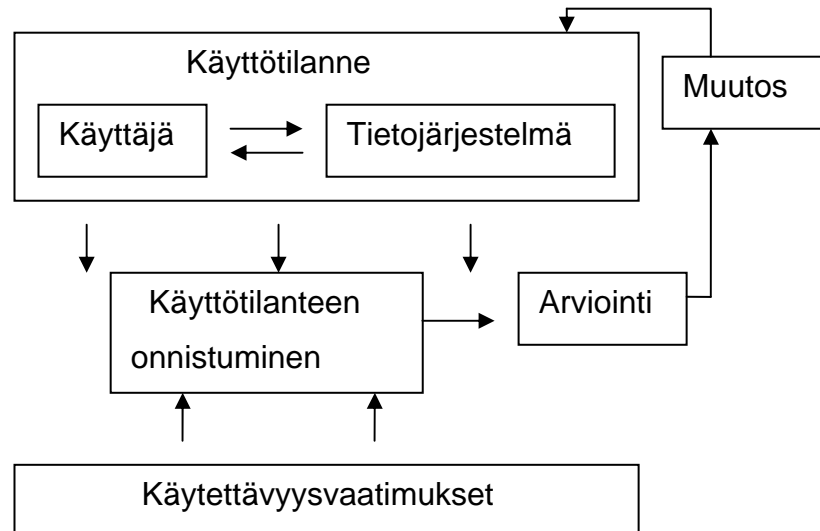 Käyttötilanne
Muutos
Käyttäjä
Tietojärjestelmä
Käyttötilanteen
onnistuminen
Arviointi
Käytettävyysvaatimukset